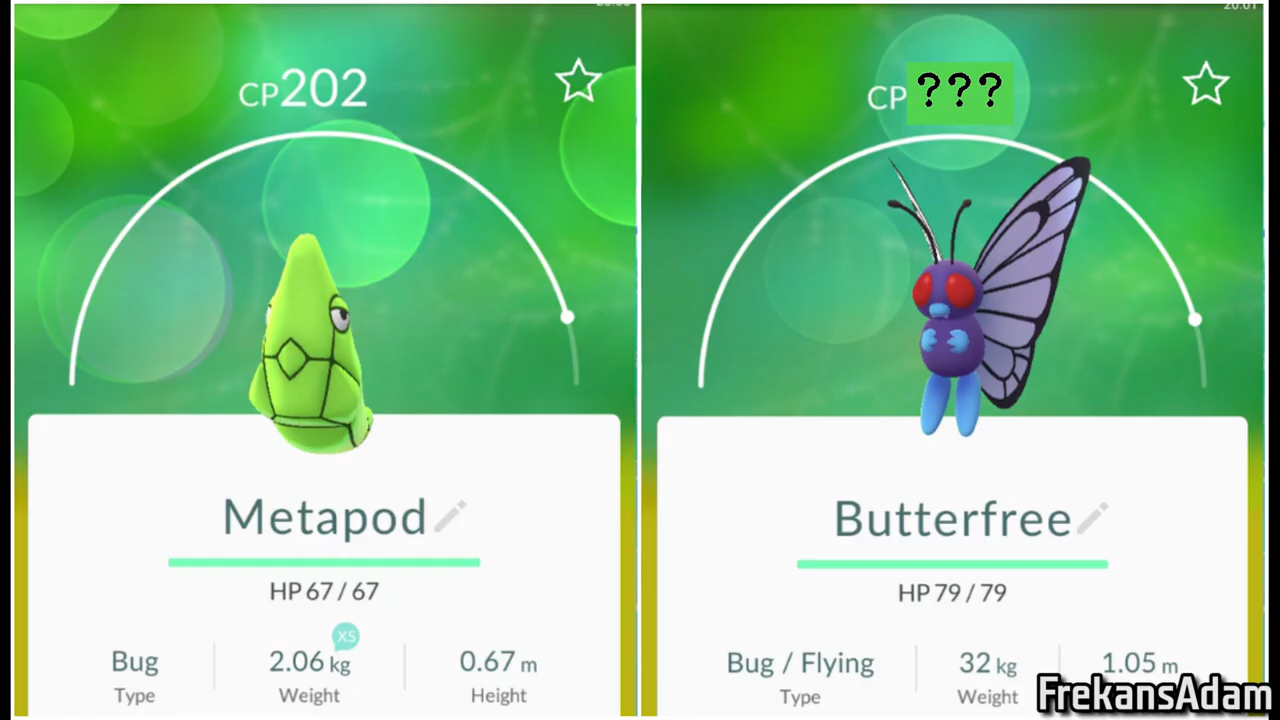 CP202
Metapod
HP 67 / 67
XS
Bug
2.06 kg
0.67 m
Type
Weight
Height
CP ???
Butterfree
HP 79 / 79
Bug / Flying
32 kg
1.05 m
Type
Weight
FrekansAdam